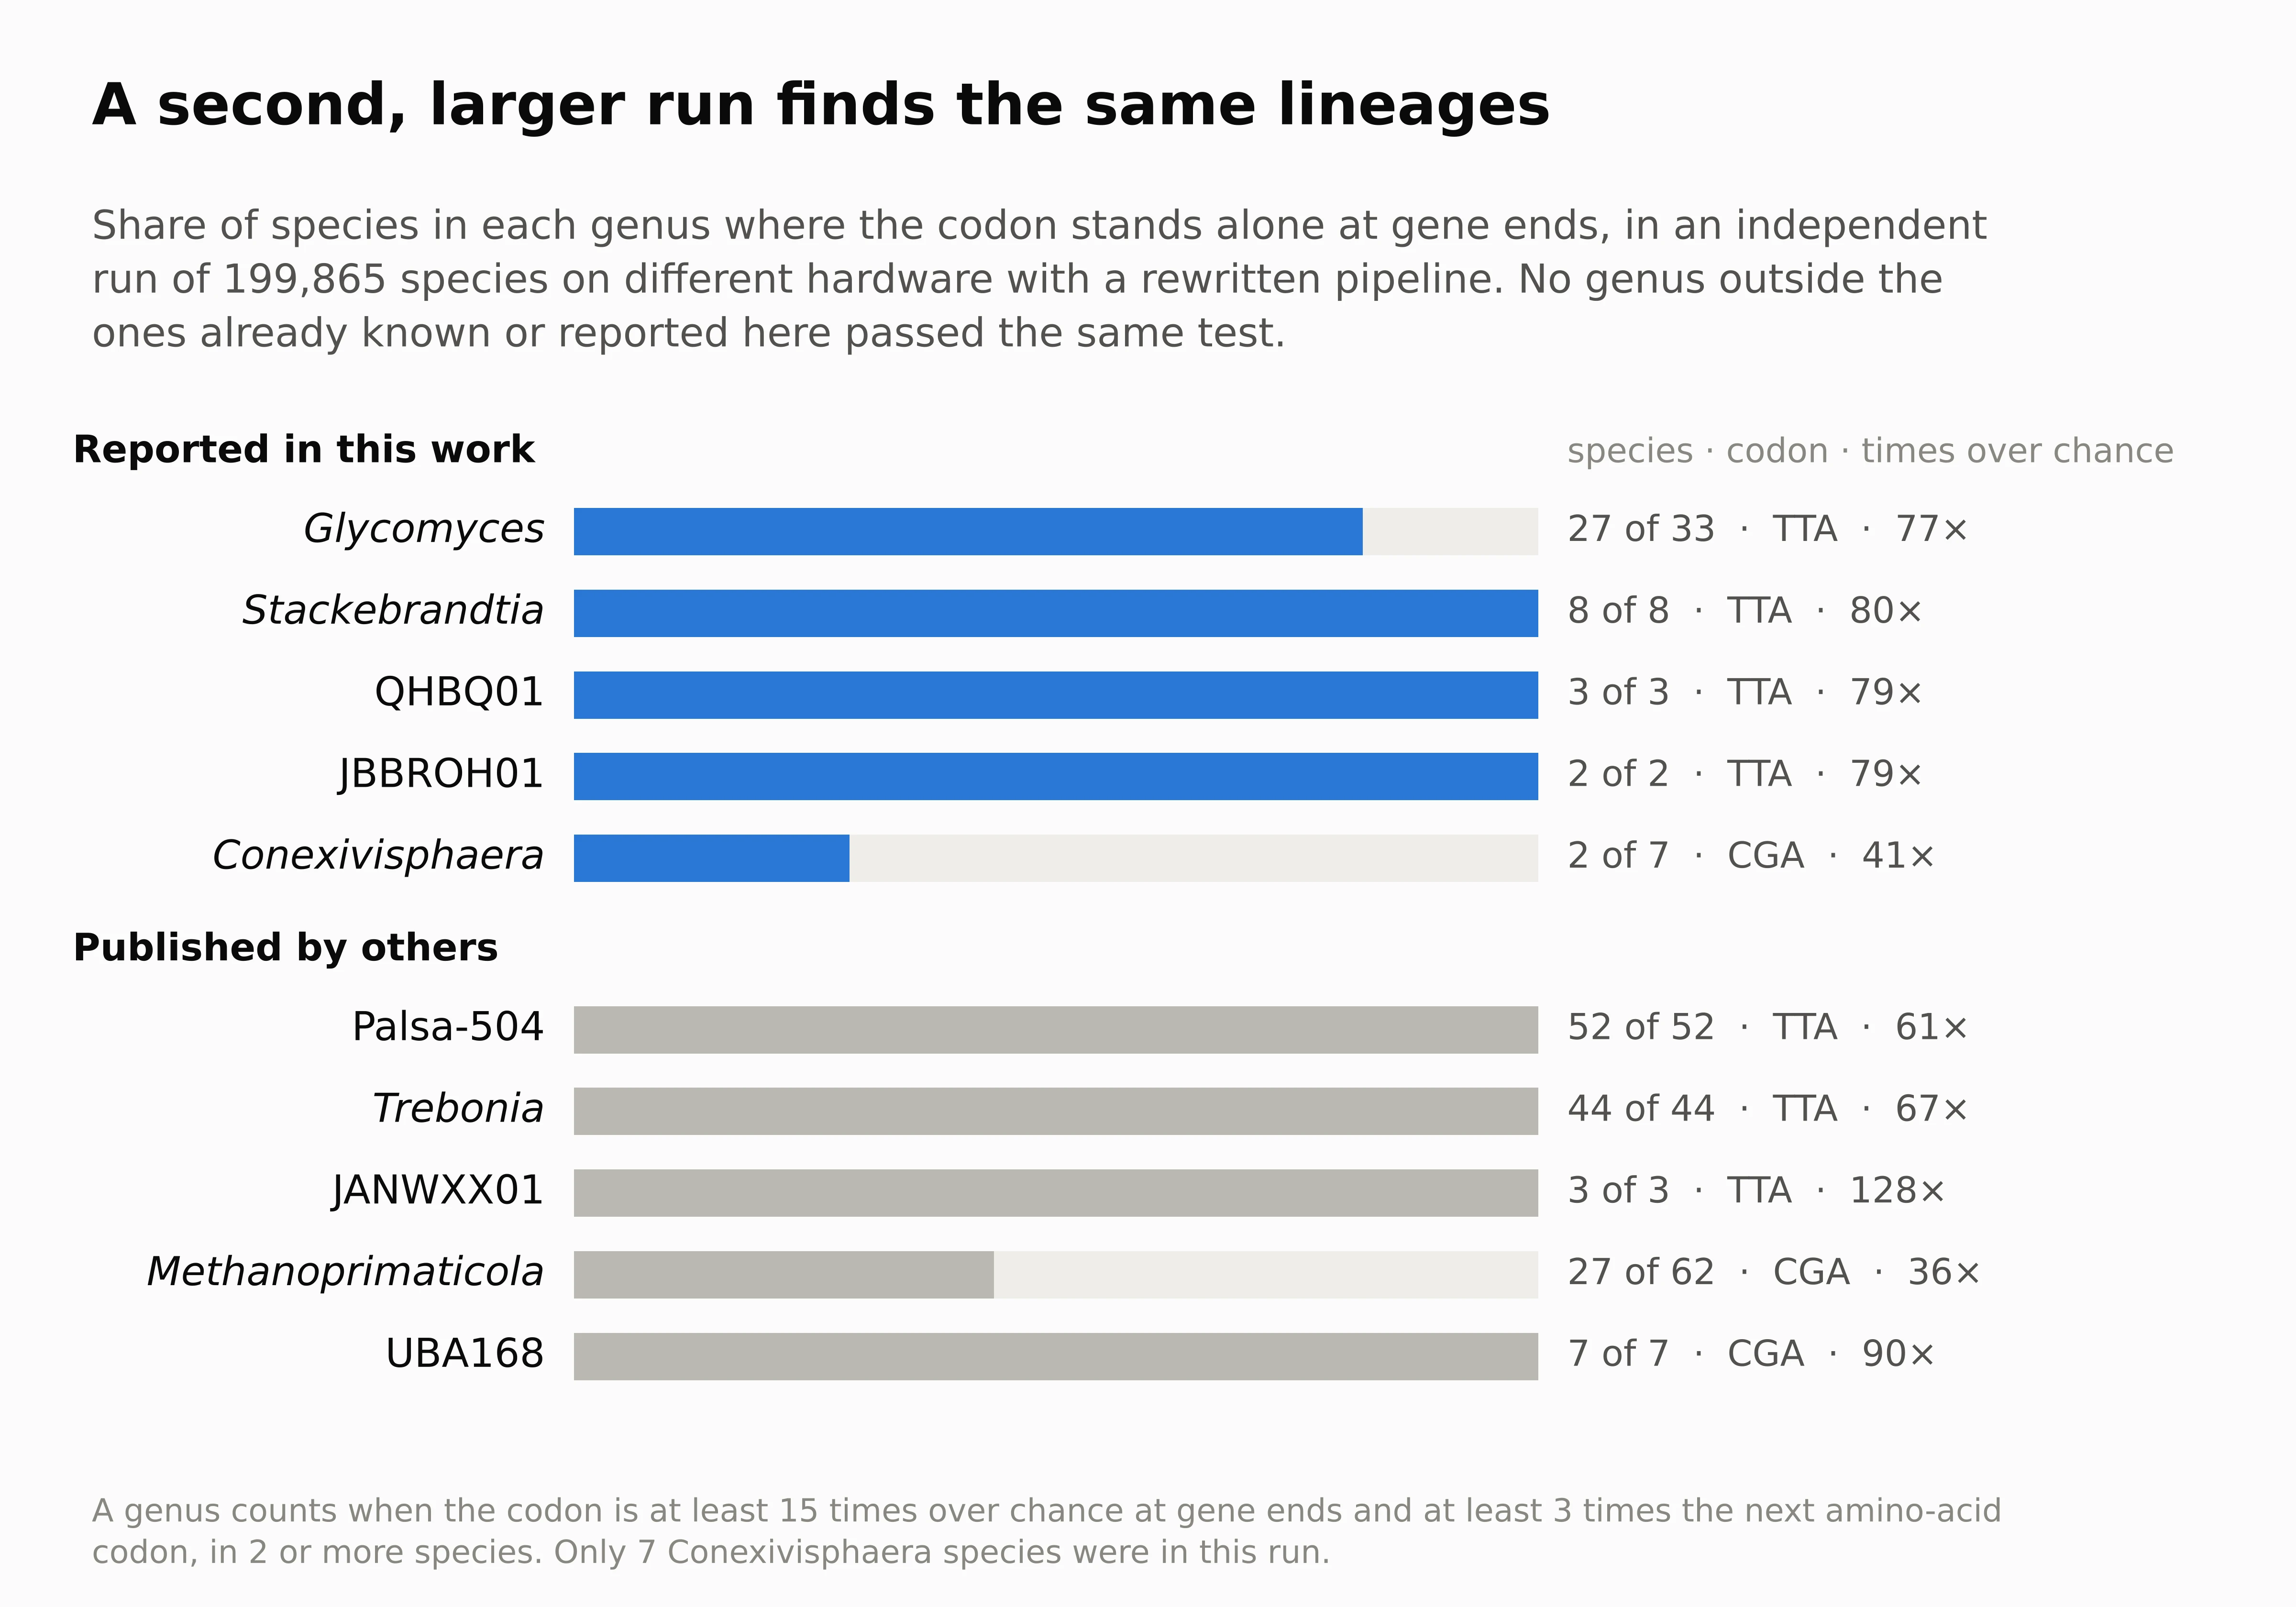 A second, larger run finds the same lineages
Share of species in each genus where the codon stands alone at gene ends, in an independent
run of 199,865 species on different hardware with a rewritten pipeline. No genus outside the
ones already known or reported here passed the same test.
Reported in this work
species · codon · times over chance
Glycomyces
27 of 33 · TTA · 77×
Stackebrandtia
8 of 8 · TTA · 80×
QHBQ01
3 of 3 · TTA · 79×
JBBROH01
2 of 2 · TTA · 79×
Conexivisphaera
2 of 7 · CGA · 41×
Published by others
Palsa-504
52 of 52 · TTA · 61×
Trebonia
44 of 44 · TTA · 67×
JANWXX01
3 of 3 · TTA · 128×
Methanoprimaticola
27 of 62 · CGA · 36×
UBA168
7 of 7 · CGA · 90×
A genus counts when the codon is at least 15 times over chance at gene ends and at least 3 times the next amino-acid
codon, in 2 or more species. Only 7 Conexivisphaera species were in this run.